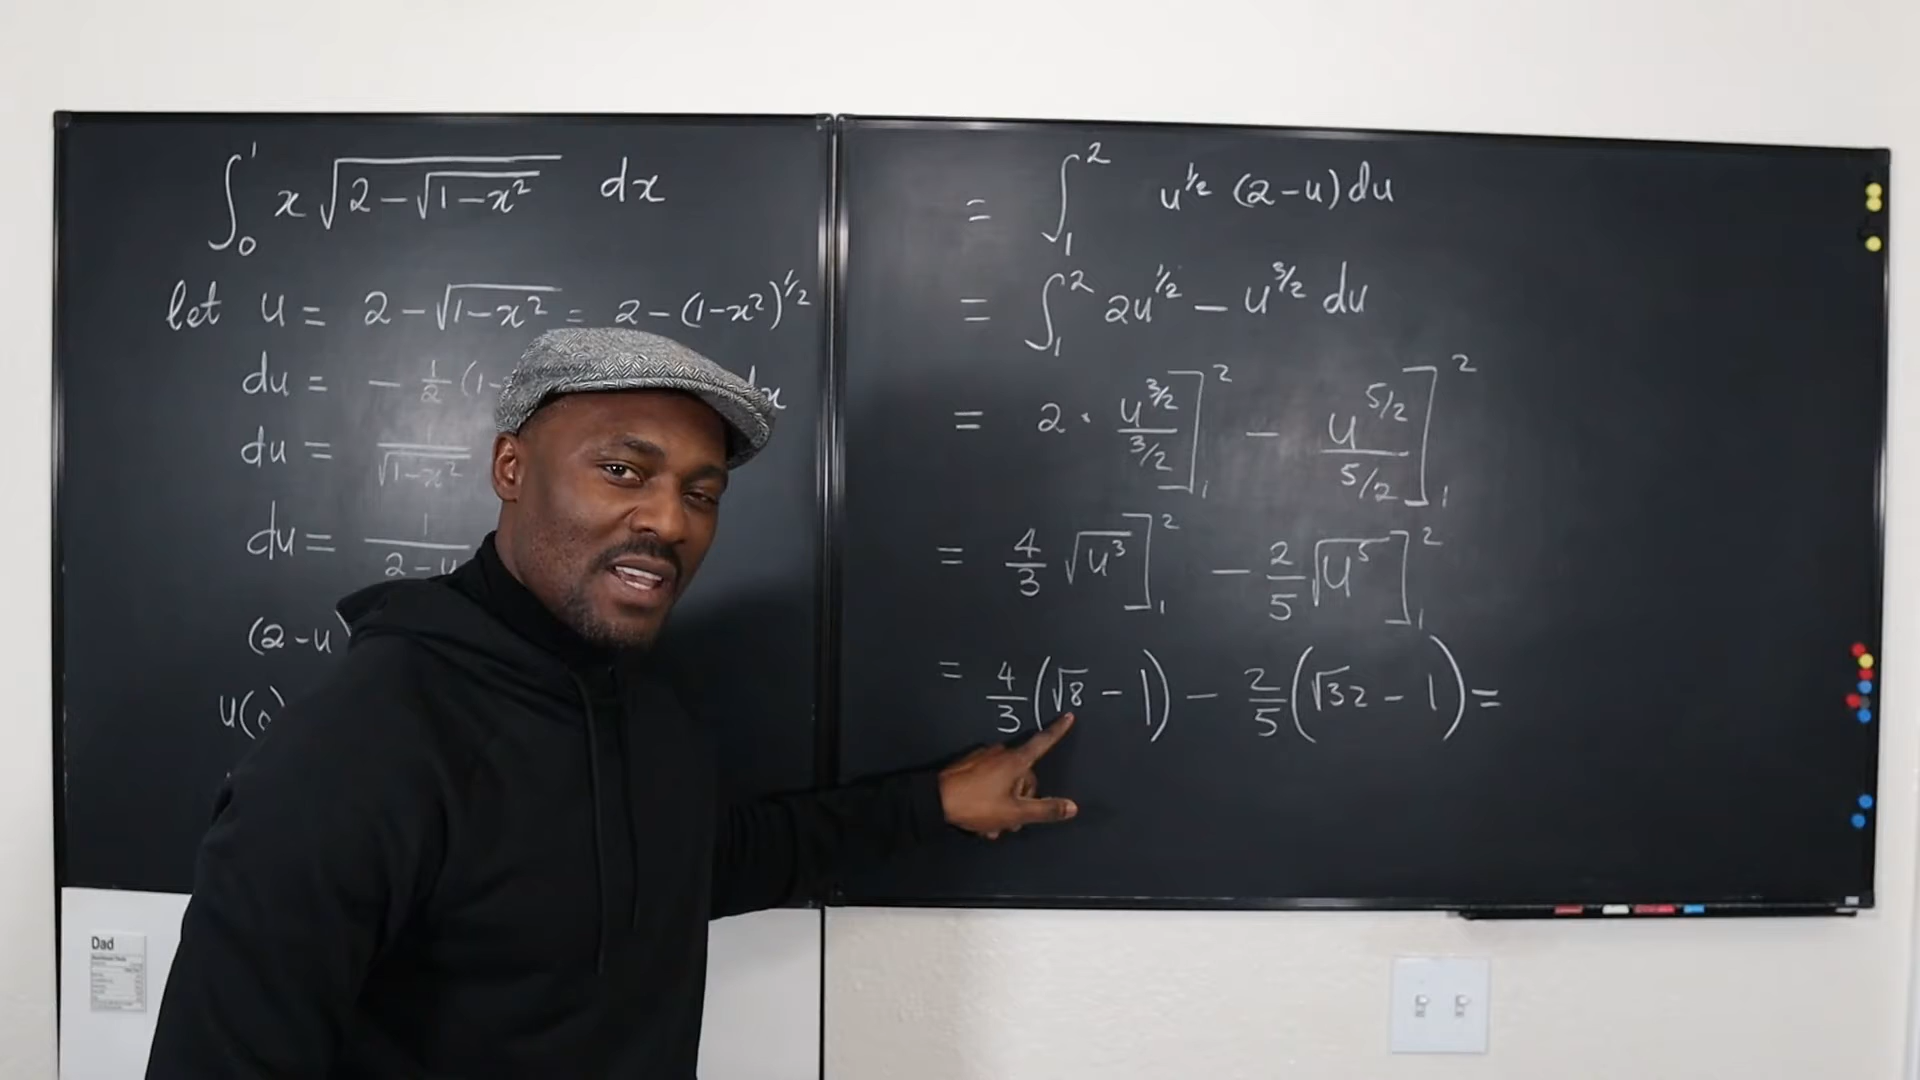 ∫₀¹ x√(2-√(1-x²)) dx
let u = 2-√(1-x²) = 2-(1-x²)^1/2
du = - 1/2 (1- dx
du = 1/√(1-x²)
du = 1/(2-u
(2-u)
u(0)
= ∫₁² u^1/2 (2-u) du
= ∫₁² 2u^1/2 - u^3/2 du
= 2 · u^3/2/(3/2)]₁² - u^5/2/(5/2)]₁²
= 4/3 √u³]₁² - 2/5 √u⁵]₁²
= 4/3 (√8 - 1) - 2/5 (√32 - 1) =
Dad